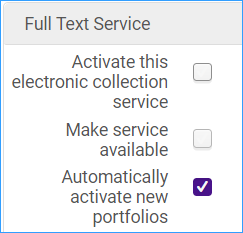 Full Text Service
Activate this
electronic collection
service
Make service
available
Automatically
activate new
portfolios